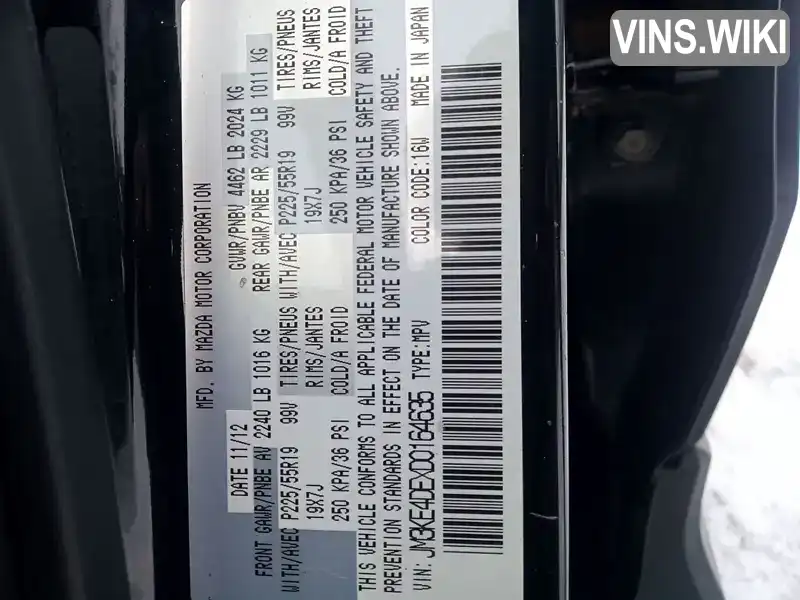 VINS.WIKI
MFD. BY MAZDA MOTOR CORPORATION
DATE 11/12 GVWR/PNBV 4462 LB 2024 KG
FRONT GAWR/PNBE AV 2240 LB 1016 KG REAR GAWR/PNBE AR 2229 LB 1011 KG
WITH/AVEC P225/55R19 99V TIRES/PNEUS WITH/AVEC P225/55R19 99V TIRES/PNEUS
19X7J RIMS/JANTES 19X7J RIMS/JANTES
250 KPA/36 PSI COLD/A FROID 250 KPA/36 PSI COLD/A FROID
THIS VEHICLE CONFORMS TO ALL APPLICABLE FEDERAL MOTOR VEHICLE SAFETY AND THEFT
PREVENTION STANDARDS IN EFFECT ON THE DATE OF MANUFACTURE SHOWN ABOVE.
VIN: JM3KE4DEXD0164635 TYPE:MPV COLOR CODE:16W MADE IN JAPAN